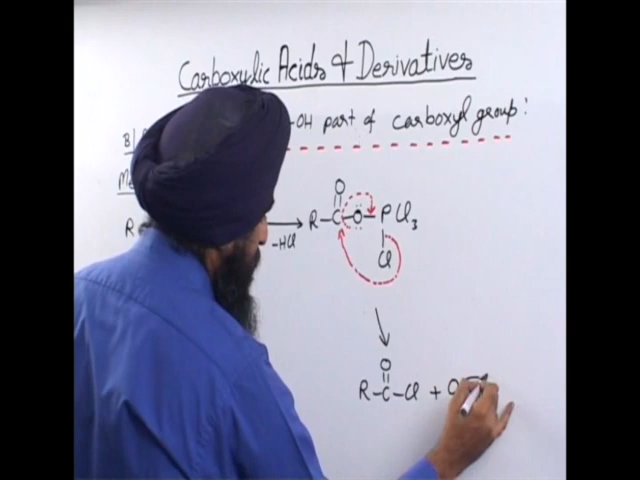 Carboxylic Acids & Derivatives
B) -OH part of carboxyl group:
R -HCl R-C-O-PCl3
O
Cl
O
R-C-Cl + O